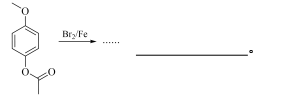 O
Br₂/Fe
......
。
O
O